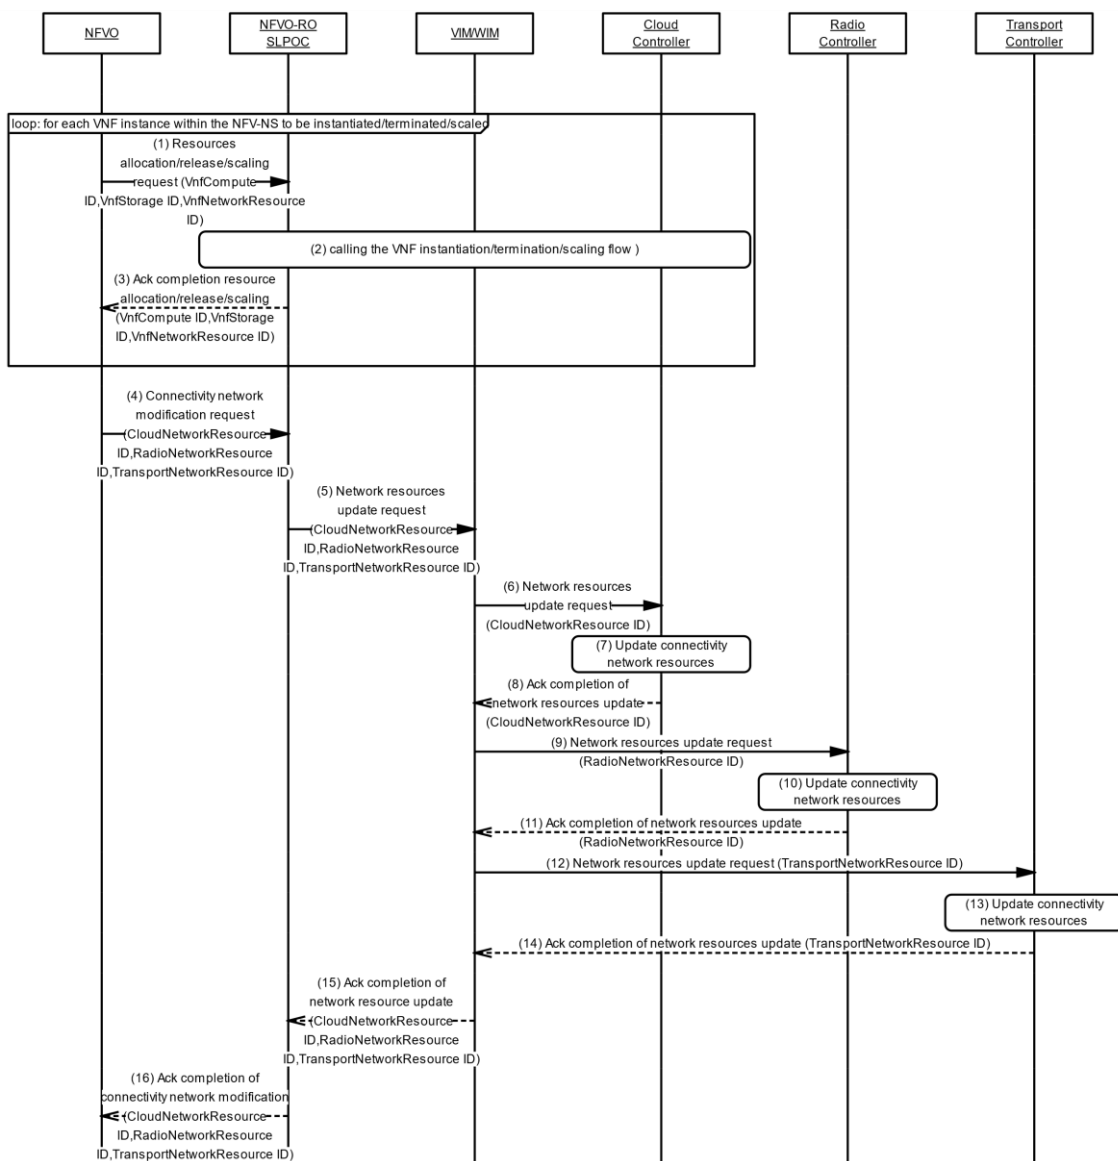 NFVO
NFVO-RO
SLPOC
VIM/WIM
Cloud
Controller
Radio
Controller
Transport
Controller
loop: for each VNF instance within the NFV-NS to be instantiated/terminated/scaled
(1) Resources
allocation/release/scaling
request (VnfCompute
ID,VnfStorage ID,VnfNetworkResource
ID)
(2) calling the VNF instantiation/termination/scaling flow )
(3) Ack completion resource
allocation/release/scaling
(VnfCompute ID,VnfStorage
ID,VnfNetworkResource ID)
(4) Connectivity network
modification request
(CloudNetworkResource
ID,RadioNetworkResource
ID,TransportNetworkResource ID)
(5) Network resources
update request
(CloudNetworkResource
ID,RadioNetworkResource
ID,TransportNetworkResource ID)
(6) Network resources
update request
(CloudNetworkResource ID)
(7) Update connectivity
network resources
(8) Ack completion of
network resources update
(CloudNetworkResource ID)
(9) Network resources update request
(RadioNetworkResource ID)
(10) Update connectivity
network resources
(11) Ack completion of network resources update
(RadioNetworkResource ID)
(12) Network resources update request (TransportNetworkResource ID)
(13) Update connectivity
network resources
(14) Ack completion of network resources update (TransportNetworkResource ID)
(15) Ack completion of
network resource update
(CloudNetworkResource
ID,RadioNetworkResource
ID,TransportNetworkResource ID)
(16) Ack completion of
connectivity network modification
(CloudNetworkResource
ID,RadioNetworkResource
ID,TransportNetworkResource ID)